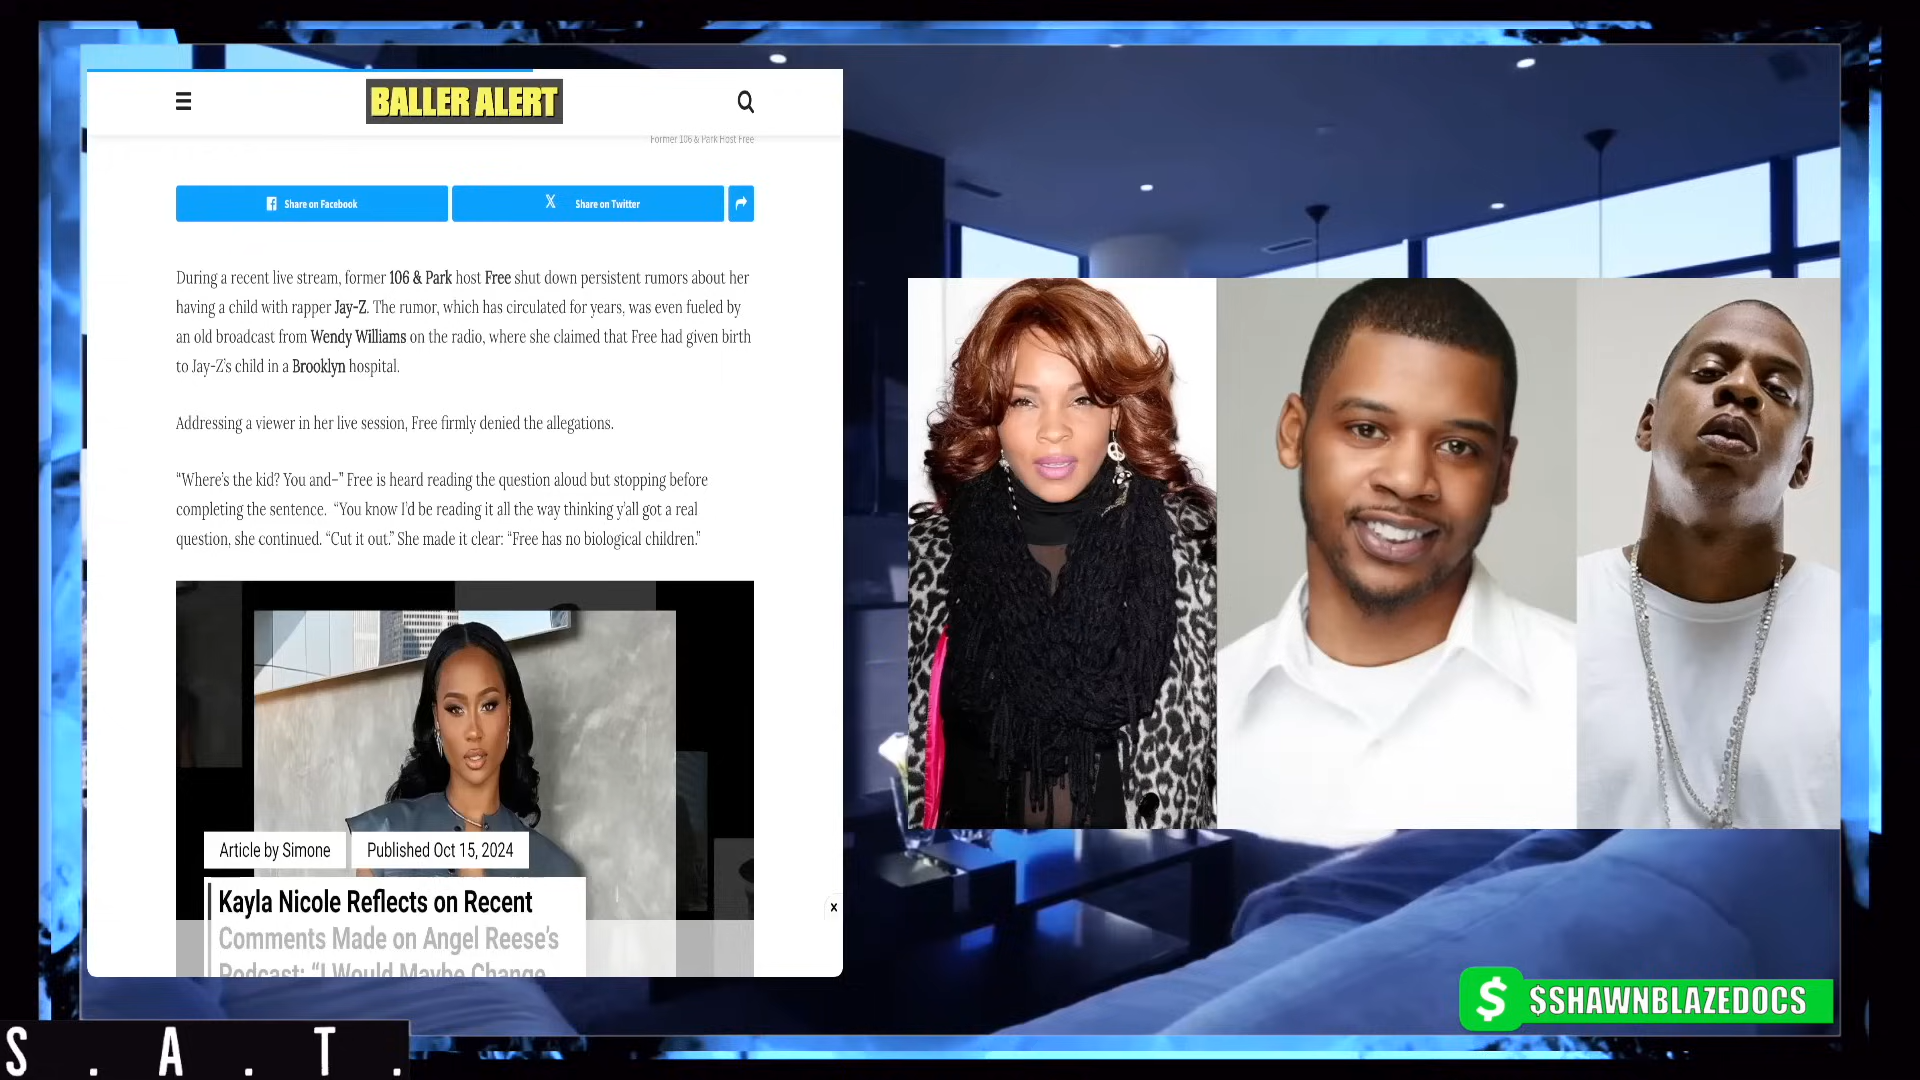 BALLER ALERT
Former 106 & Park Host Free
Share on Facebook
X Share on Twitter
During a recent live stream, former 106 & Park host Free shut down persistent rumors about her
having a child with rapper Jay-Z. The rumor, which has circulated for years, was even fueled by
an old broadcast from Wendy Williams on the radio, where she claimed that Free had given birth
to Jay-Z’s child in a Brooklyn hospital.
Addressing a viewer in her live session, Free firmly denied the allegations.
“Where’s the kid? You and–” Free is heard reading the question aloud but stopping before
completing the sentence. “You know I’d be reading it all the way thinking y’all got a real
question, she continued. “Cut it out.” She made it clear: “Free has no biological children.”
Article by Simone
Published Oct 15, 2024
Kayla Nicole Reflects on Recent
Comments Made on Angel Reese’s
Podcast: “I Would Maybe Change
x
$ $SHAWNBLAZEDOCS
S . A . T .